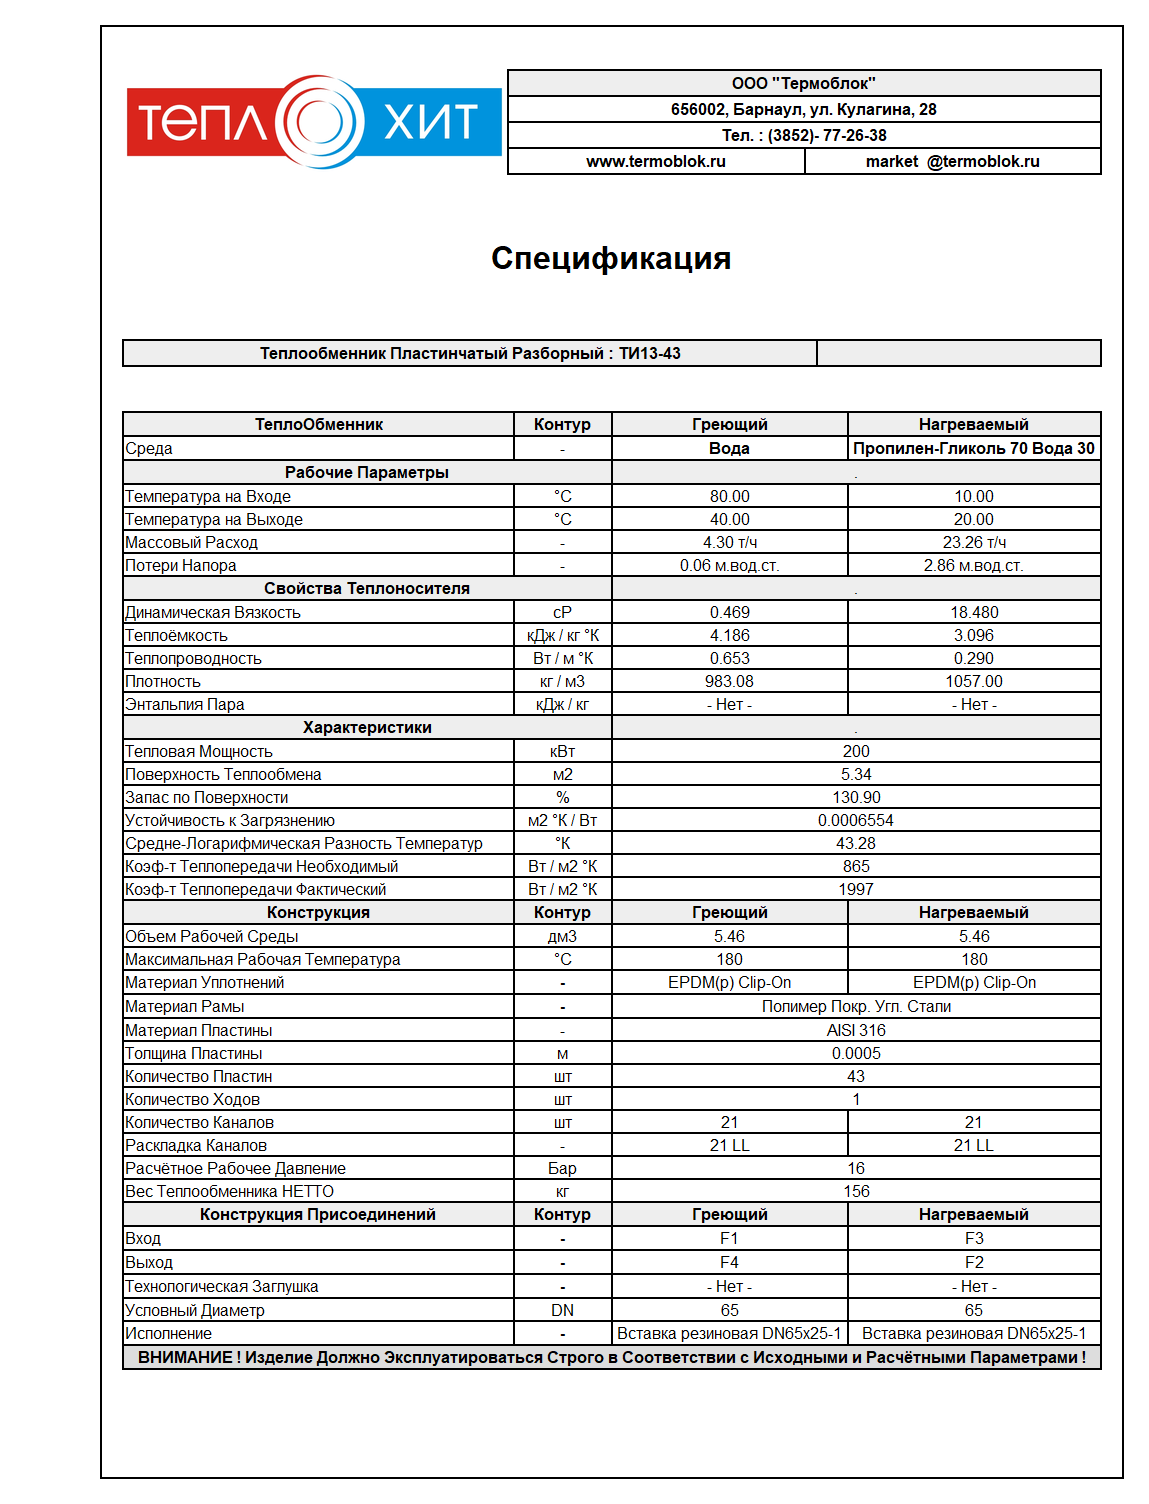 ТЕПЛ ХИТ
ООО "Термоблок"
656002, Барнаул, ул. Кулагина, 28
Тел. : (3852)- 77-26-38
www.termoblok.ru market @termoblok.ru
Спецификация
Теплообменник Пластинчатый Разборный : ТИ13-43
ТеплоОбменник Контур Греющий Нагреваемый
Среда - Вода Пропилен-Гликоль 70 Вода 30
Рабочие Параметры .
Температура на Входе °С 80.00 10.00
Температура на Выходе °С 40.00 20.00
Массовый Расход - 4.30 т/ч 23.26 т/ч
Потери Напора - 0.06 м.вод.ст. 2.86 м.вод.ст.
Свойства Теплоносителя .
Динамическая Вязкость сР 0.469 18.480
Теплоёмкость кДж / кг °К 4.186 3.096
Теплопроводность Вт / м °К 0.653 0.290
Плотность кг / м3 983.08 1057.00
Энтальпия Пара кДж / кг - Нет - - Нет -
Характеристики .
Тепловая Мощность кВт 200
Поверхность Теплообмена м2 5.34
Запас по Поверхности % 130.90
Устойчивость к Загрязнению м2 °К / Вт 0.0006554
Средне-Логарифмическая Разность Температур °К 43.28
Коэф-т Теплопередачи Необходимый Вт / м2 °К 865
Коэф-т Теплопередачи Фактический Вт / м2 °К 1997
Конструкция Контур Греющий Нагреваемый
Объем Рабочей Среды дм3 5.46 5.46
Максимальная Рабочая Температура °С 180 180
Материал Уплотнений - EPDM(p) Clip-On EPDM(p) Clip-On
Материал Рамы - Полимер Покр. Угл. Стали
Материал Пластины - AISI 316
Толщина Пластины м 0.0005
Количество Пластин шт 43
Количество Ходов шт 1
Количество Каналов шт 21 21
Раскладка Каналов - 21 LL 21 LL
Расчётное Рабочее Давление Бар 16
Вес Теплообменника НЕТТО кг 156
Конструкция Присоединений Контур Греющий Нагреваемый
Вход - F1 F3
Выход - F4 F2
Технологическая Заглушка - - Нет - - Нет -
Условный Диаметр DN 65 65
Исполнение - Вставка резиновая DN65x25-1 Вставка резиновая DN65x25-1
ВНИМАНИЕ ! Изделие Должно Эксплуатироваться Строго в Соответствии с Исходными и Расчётными Параметрами !